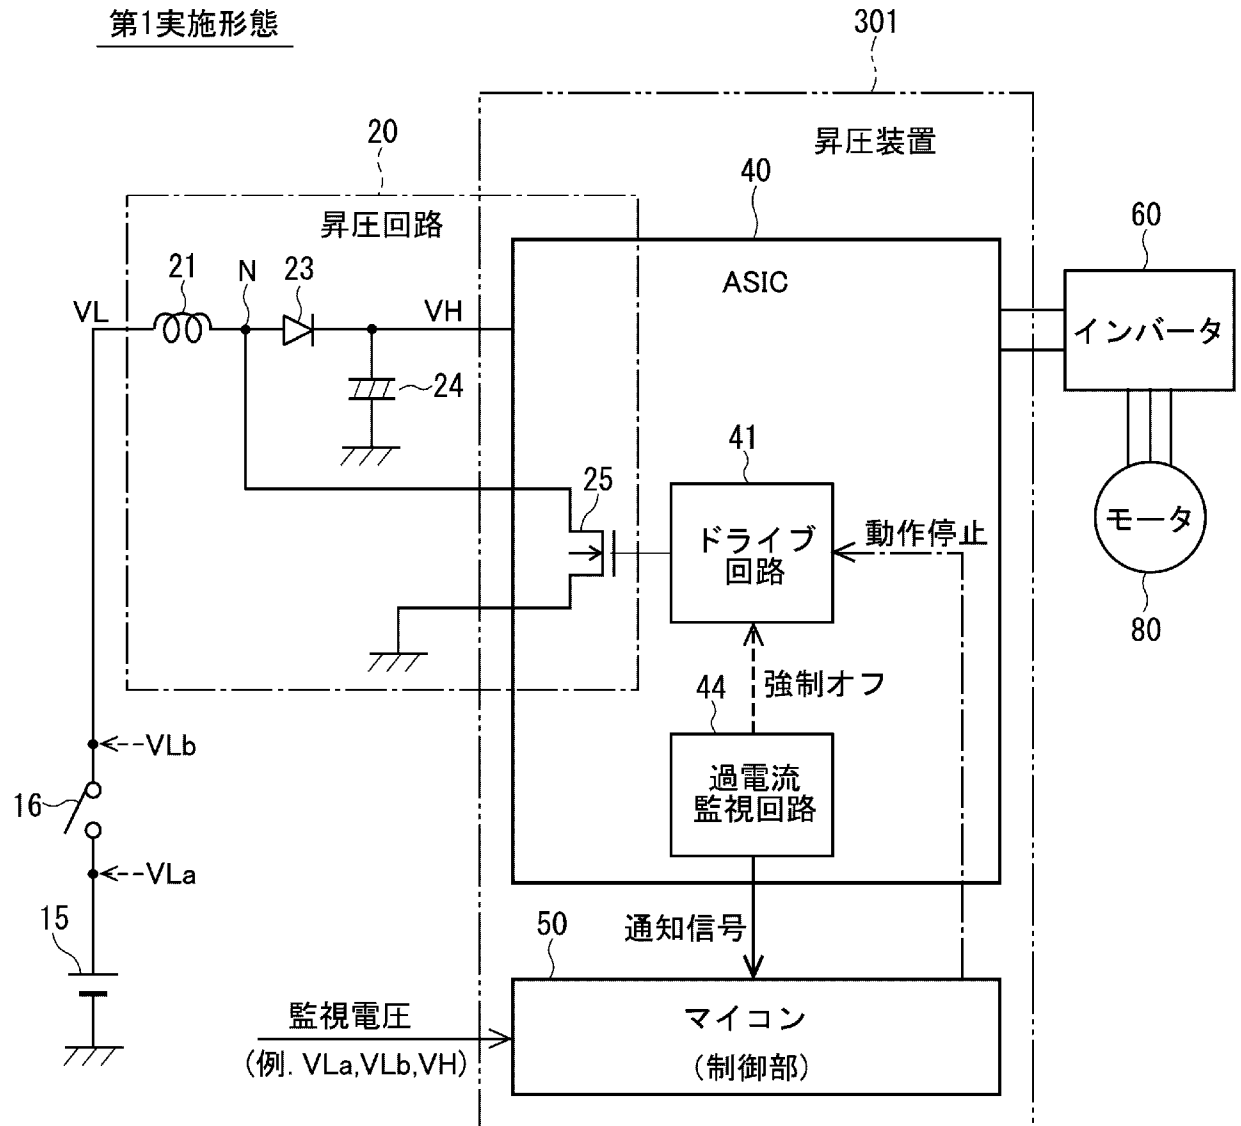 第1実施形態
301
20
昇圧装置
40
昇圧回路
60
21
N
23
ASIC
VL
VH
インバータ
24
41
25
ドライブ
回路
動作停止
モータ
80
強制オフ
44
VLb
過電流
監視回路
16
VLa
15
通知信号
50
監視電圧
(例. VLa,VLb,VH)
マイコン
(制御部)